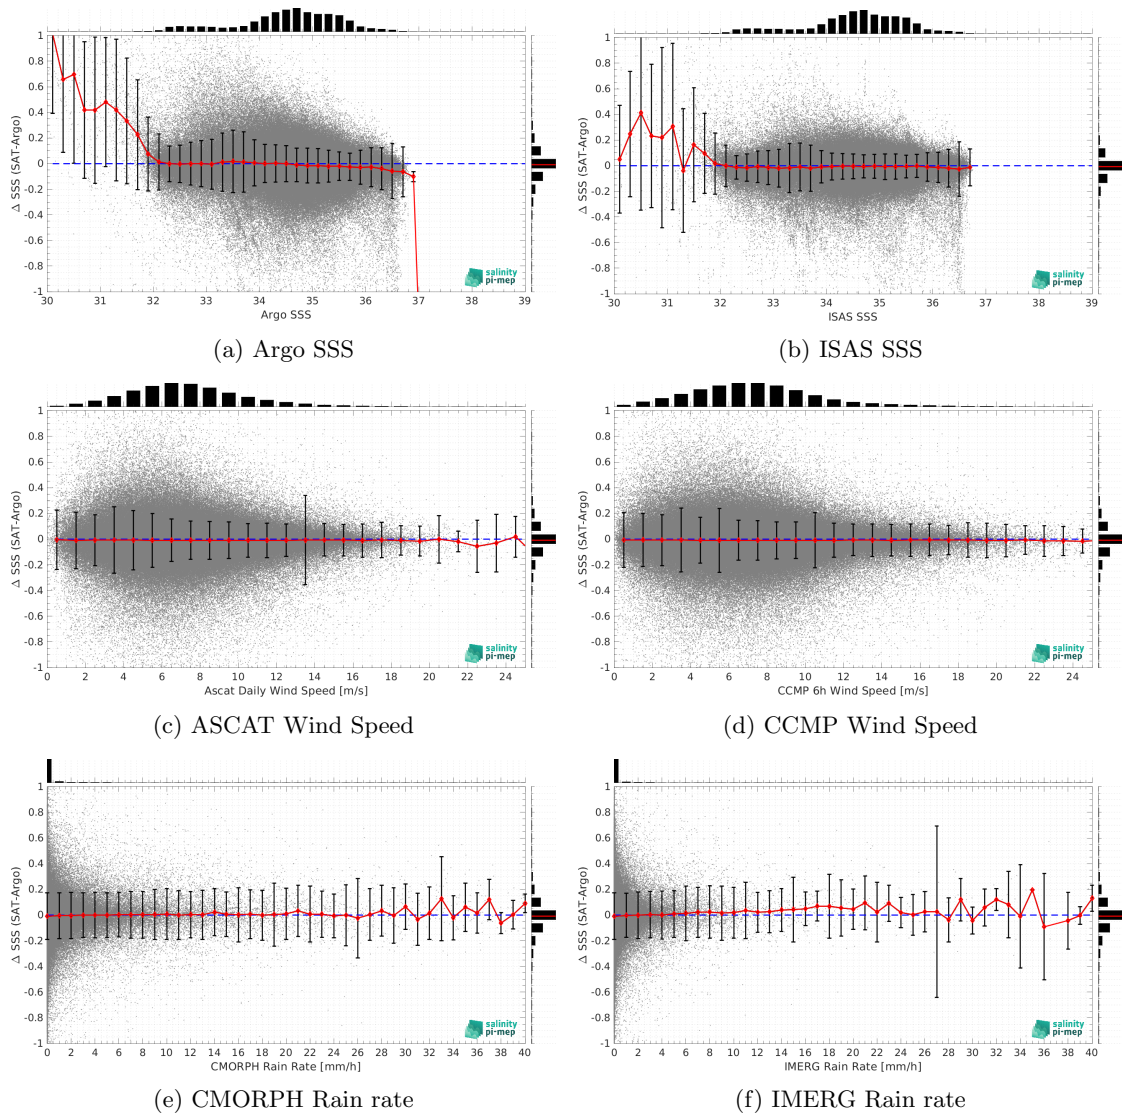 1
0.8
0.6
0.4
0.2
0
-0.2
-0.4
-0.6
-0.8
-1
Δ SSS (SAT-Argo)
salinity
pi-mep
30 31 32 33 34 35 36 37 38 39
Argo SSS
(a) Argo SSS
1
0.8
0.6
0.4
0.2
0
-0.2
-0.4
-0.6
-0.8
-1
Δ SSS (SAT-Argo)
salinity
pi-mep
30 31 32 33 34 35 36 37 38 39
ISAS SSS
(b) ISAS SSS
1
0.8
0.6
0.4
0.2
0
-0.2
-0.4
-0.6
-0.8
-1
Δ SSS (SAT-Argo)
salinity
pi-mep
0 2 4 6 8 10 12 14 16 18 20 22 24
Ascat Daily Wind Speed [m/s]
(c) ASCAT Wind Speed
1
0.8
0.6
0.4
0.2
0
-0.2
-0.4
-0.6
-0.8
-1
Δ SSS (SAT-Argo)
salinity
pi-mep
0 2 4 6 8 10 12 14 16 18 20 22 24
CCMP 6h Wind Speed [m/s]
(d) CCMP Wind Speed
1
0.8
0.6
0.4
0.2
0
-0.2
-0.4
-0.6
-0.8
-1
Δ SSS (SAT-Argo)
salinity
pi-mep
0 2 4 6 8 10 12 14 16 18 20 22 24 26 28 30 32 34 36 38 40
CMORPH Rain Rate [mm/h]
(e) CMORPH Rain rate
1
0.8
0.6
0.4
0.2
0
-0.2
-0.4
-0.6
-0.8
-1
Δ SSS (SAT-Argo)
salinity
pi-mep
0 2 4 6 8 10 12 14 16 18 20 22 24 26 28 30 32 34 36 38 40
IMERG Rain Rate [mm/h]
(f) IMERG Rain rate